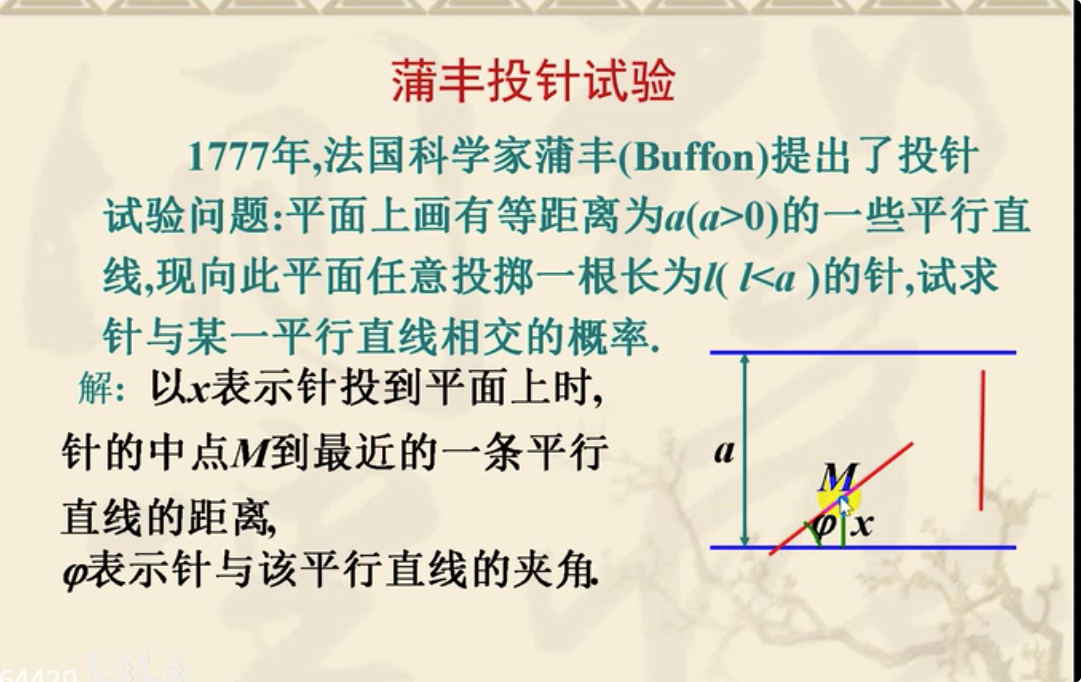 蒲丰投针试验
1777年,法国科学家蒲丰(Buffon)提出了投针
试验问题:平面上画有等距离为a(a>0)的一些平行直
线,现向此平面任意投掷一根长为l( l<a )的针,试求
针与某一平行直线相交的概率.
解: 以x表示针投到平面上时,
针的中点M到最近的一条平行
直线的距离,
φ表示针与该平行直线的夹角.
a
M
φ x
64420